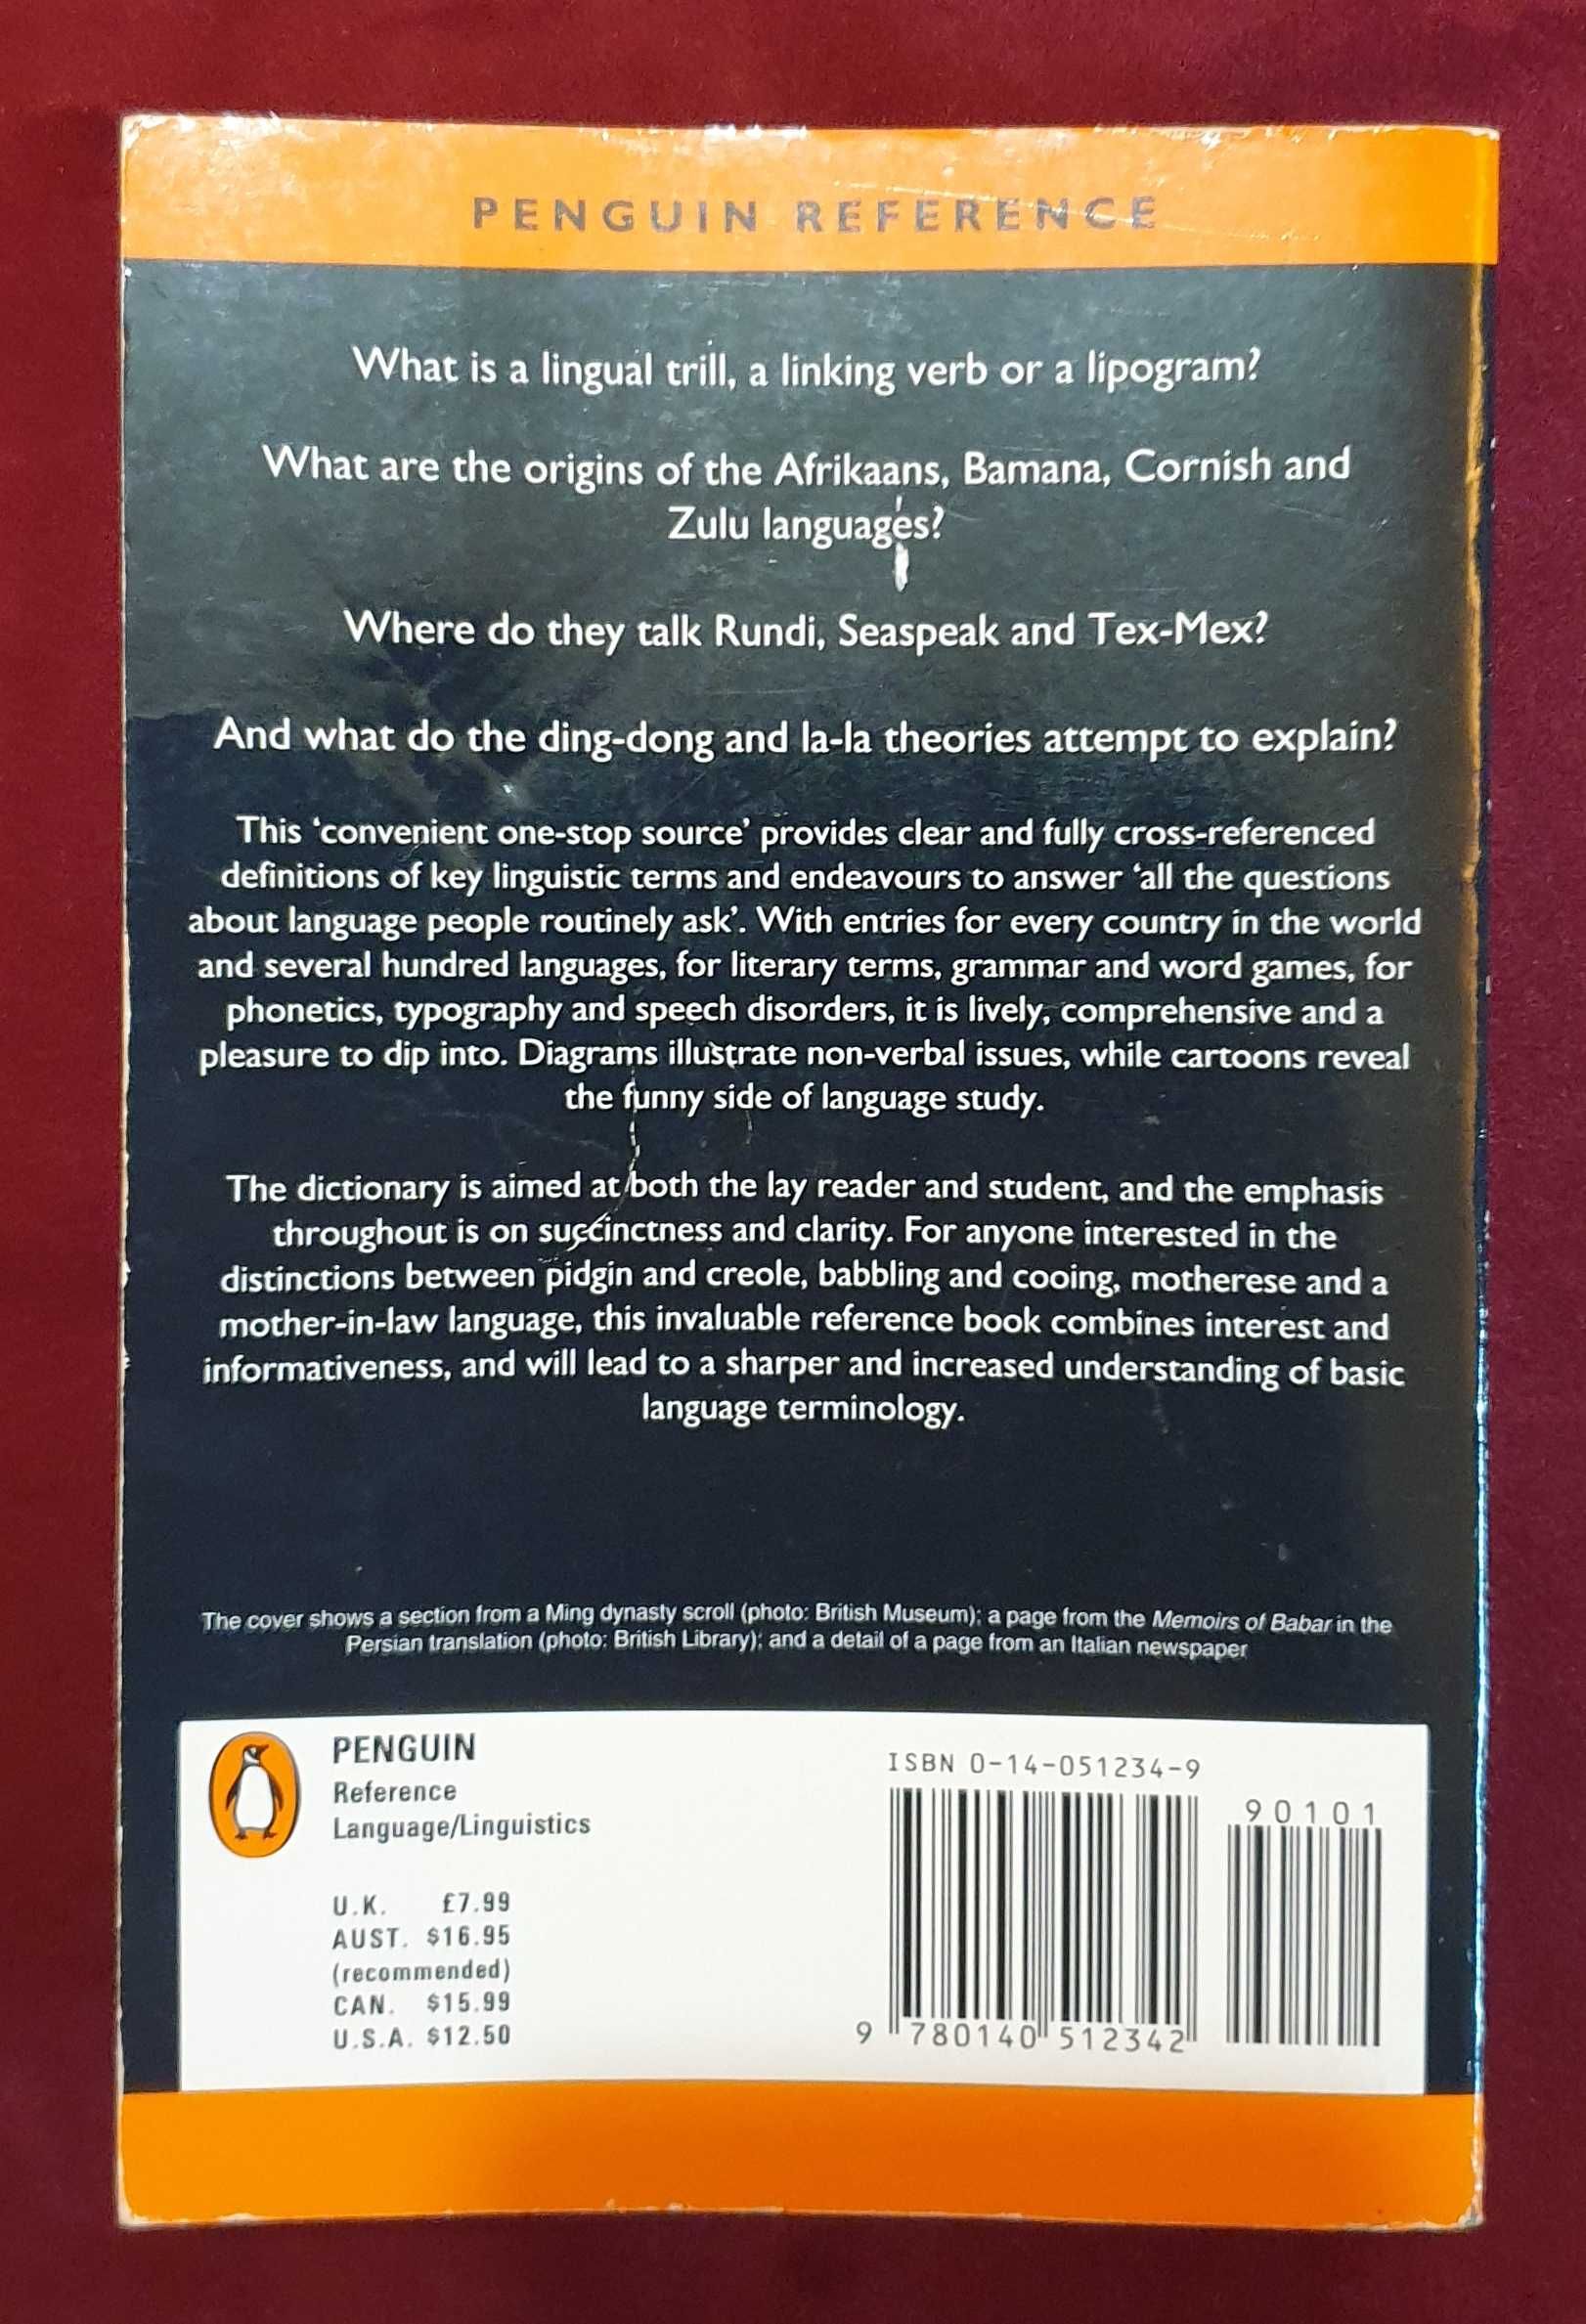 PENGUIN REFERENCE
What is a lingual trill, a linking verb or a lipogram?
What are the origins of the Afrikaans, Bamana, Cornish and
Zulu languages?
Where do they talk Rundi, Seaspeak and Tex-Mex?
And what do the ding-dong and la-la theories attempt to explain?
This ‘convenient one-stop source’ provides clear and fully cross-referenced
definitions of key linguistic terms and endeavours to answer ‘all the questions
about language people routinely ask’. With entries for every country in the world
and several hundred languages, for literary terms, grammar and word games, for
phonetics, typography and speech disorders, it is lively, comprehensive and a
pleasure to dip into. Diagrams illustrate non-verbal issues, while cartoons reveal
the funny side of language study.
The dictionary is aimed at both the lay reader and student, and the emphasis
throughout is on succinctness and clarity. For anyone interested in the
distinctions between pidgin and creole, babbling and cooing, motherese and a
mother-in-law language, this invaluable reference book combines interest and
informativeness, and will lead to a sharper and increased understanding of basic
language terminology.
The cover shows a section from a Ming dynasty scroll (photo: British Museum); a page from the Memoirs of Babar in the
Persian translation (photo: British Library); and a detail of a page from an Italian newspaper
PENGUIN
Reference
Language/Linguistics
U.K. £7.99
AUST. $16.95
(recommended)
CAN. $15.99
U.S.A. $12.50
ISBN 0-14-051234-9
90101
9 780140 512342